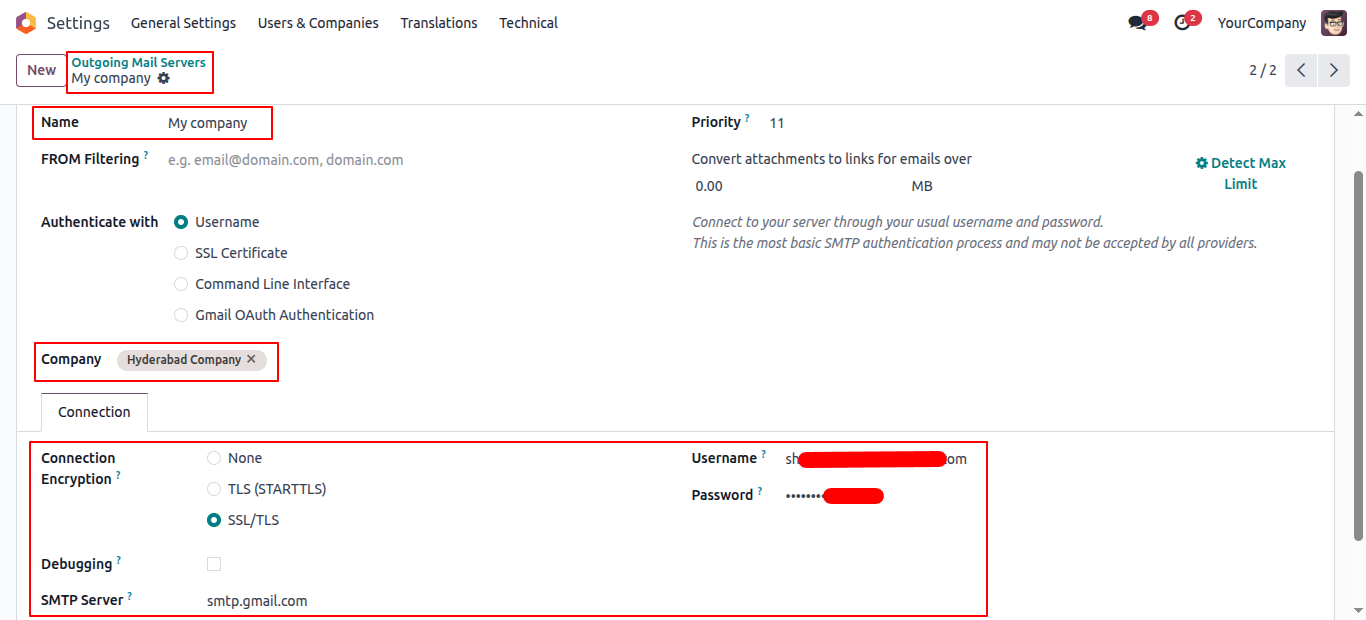 Settings General Settings Users & Companies Translations Technical 8 2 YourCompany
New Outgoing Mail Servers
My company 2 / 2
Name My company Priority ? 11
FROM Filtering ? e.g. email@domain.com, domain.com Convert attachments to links for emails over
0.00 MB
Detect Max
Limit
Authenticate with Username
SSL Certificate
Command Line Interface
Gmail OAuth Authentication
Connect to your server through your usual username and password.
This is the most basic SMTP authentication process and may not be accepted by all providers.
Company Hyderabad Company ✕
Connection
Connection
Encryption ?
None
TLS (STARTTLS)
SSL/TLS
Username ? sh om
Password ? ••••••••
Debugging ?
SMTP Server ? smtp.gmail.com